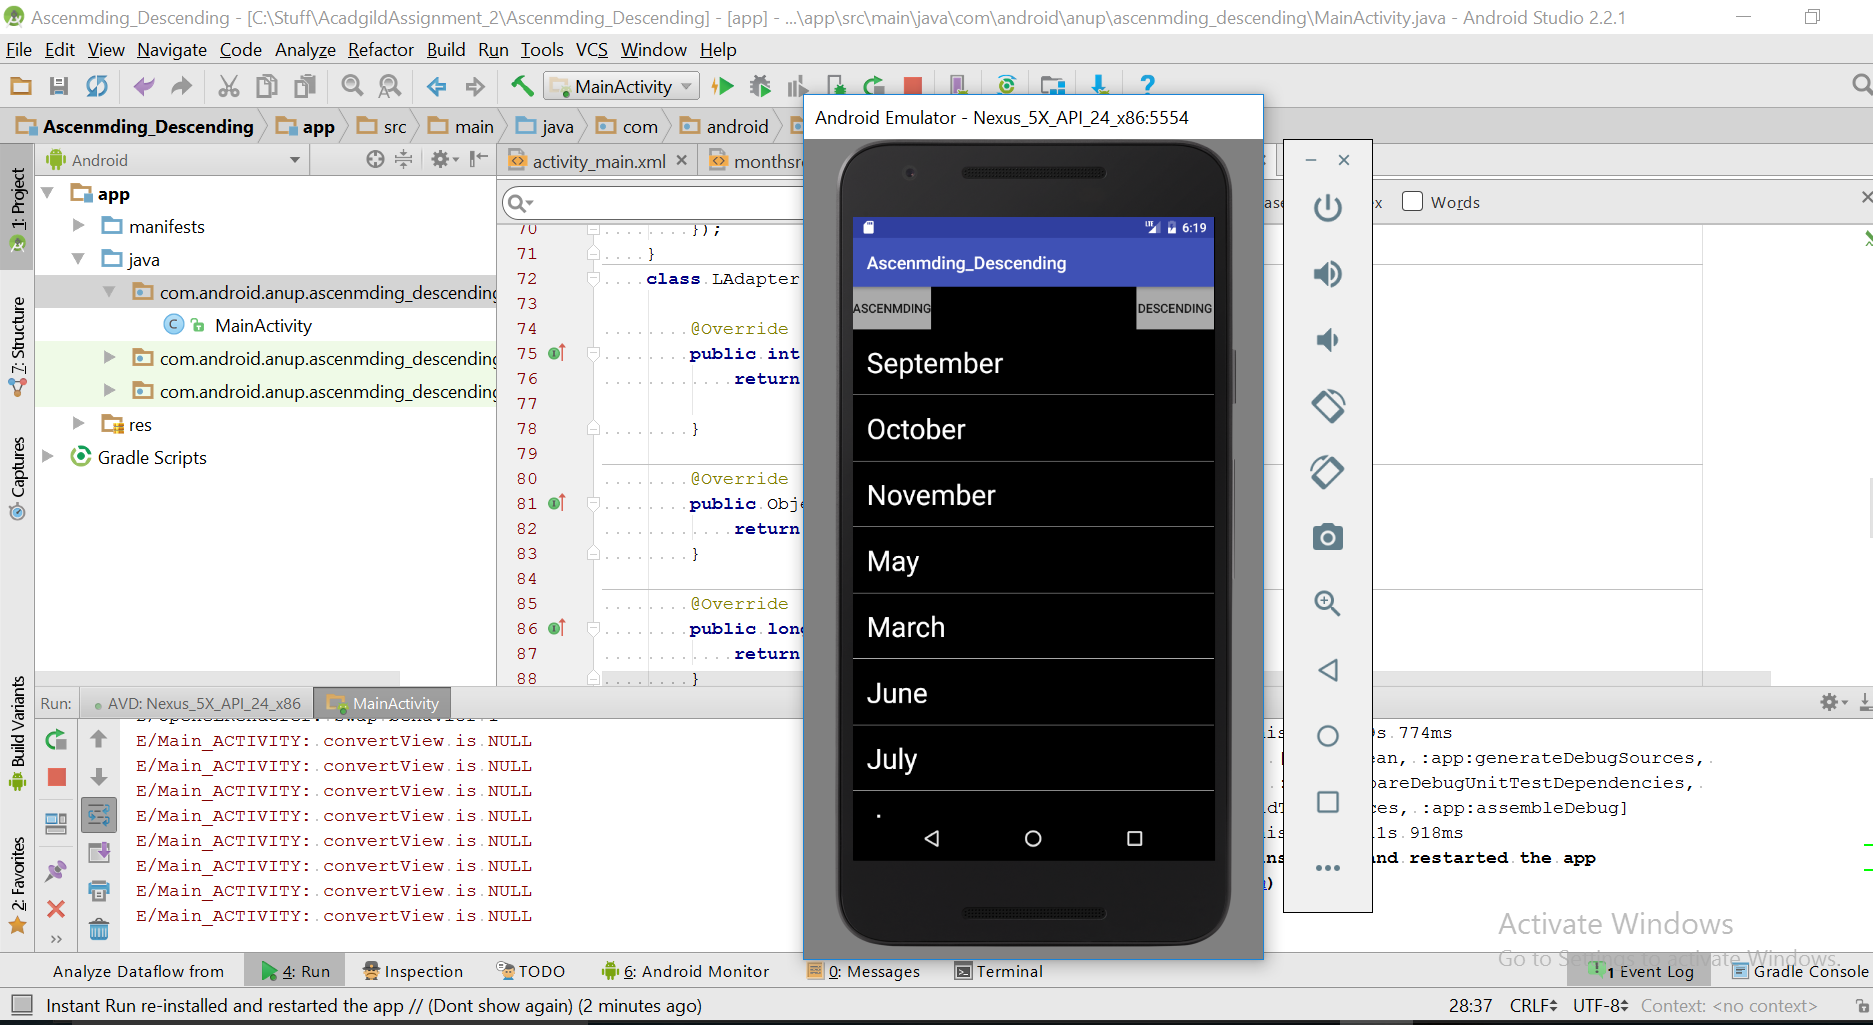 Ascenmding_Descending - [C:\Stuff\AcadgildAssignment_2\Ascenmding_Descending] - [app] - ...\app\src\main\java\com\android\anup\ascenmding_descending\MainActivity.java - Android Studio 2.2.1
File Edit View Navigate Code Analyze Refactor Build Run Tools VCS Window Help
MainActivity
Ascenmding_Descending app src main java com android
Android Emulator - Nexus_5X_API_24_x86:5554
Android
activity_main.xml
1: Project
7: Structure
Captures
Build Variants
2: Favorites
app
manifests
java
com.android.anup.ascenmding_descending
MainActivity
com.android.anup.ascenmding_descending
com.android.anup.ascenmding_descending
res
Gradle Scripts
Words
70 });
71 }
72 class LAdapter
73
74 @Override
75 public int
76 return
77
78 }
79
80 @Override
81 public Obje
82 return
83 }
84
85 @Override
86 public long
87 return
88 }
LTE 6:19
Ascenmding_Descending
ASCENMDING DESCENDING
September
October
November
May
March
June
July
Run: AVD: Nexus_5X_API_24_x86 MainActivity
E/Main_ACTIVITY: convertView is NULL
E/Main_ACTIVITY: convertView is NULL
E/Main_ACTIVITY: convertView is NULL
E/Main_ACTIVITY: convertView is NULL
E/Main_ACTIVITY: convertView is NULL
E/Main_ACTIVITY: convertView is NULL
E/Main_ACTIVITY: convertView is NULL
E/Main_ACTIVITY: convertView is NULL
s 774ms
ean, :app:generateDebugSources,
pareDebugUnitTestDependencies,
ces, :app:assembleDebug]
1s 918ms
nd restarted the app
Activate Windows
Go to Settings to activate Windows.
Analyze Dataflow from 4: Run Inspection TODO 6: Android Monitor 0: Messages Terminal 1 Event Log Gradle Console
Instant Run re-installed and restarted the app // (Dont show again) (2 minutes ago) 28:37 CRLF UTF-8 Context: <no context>